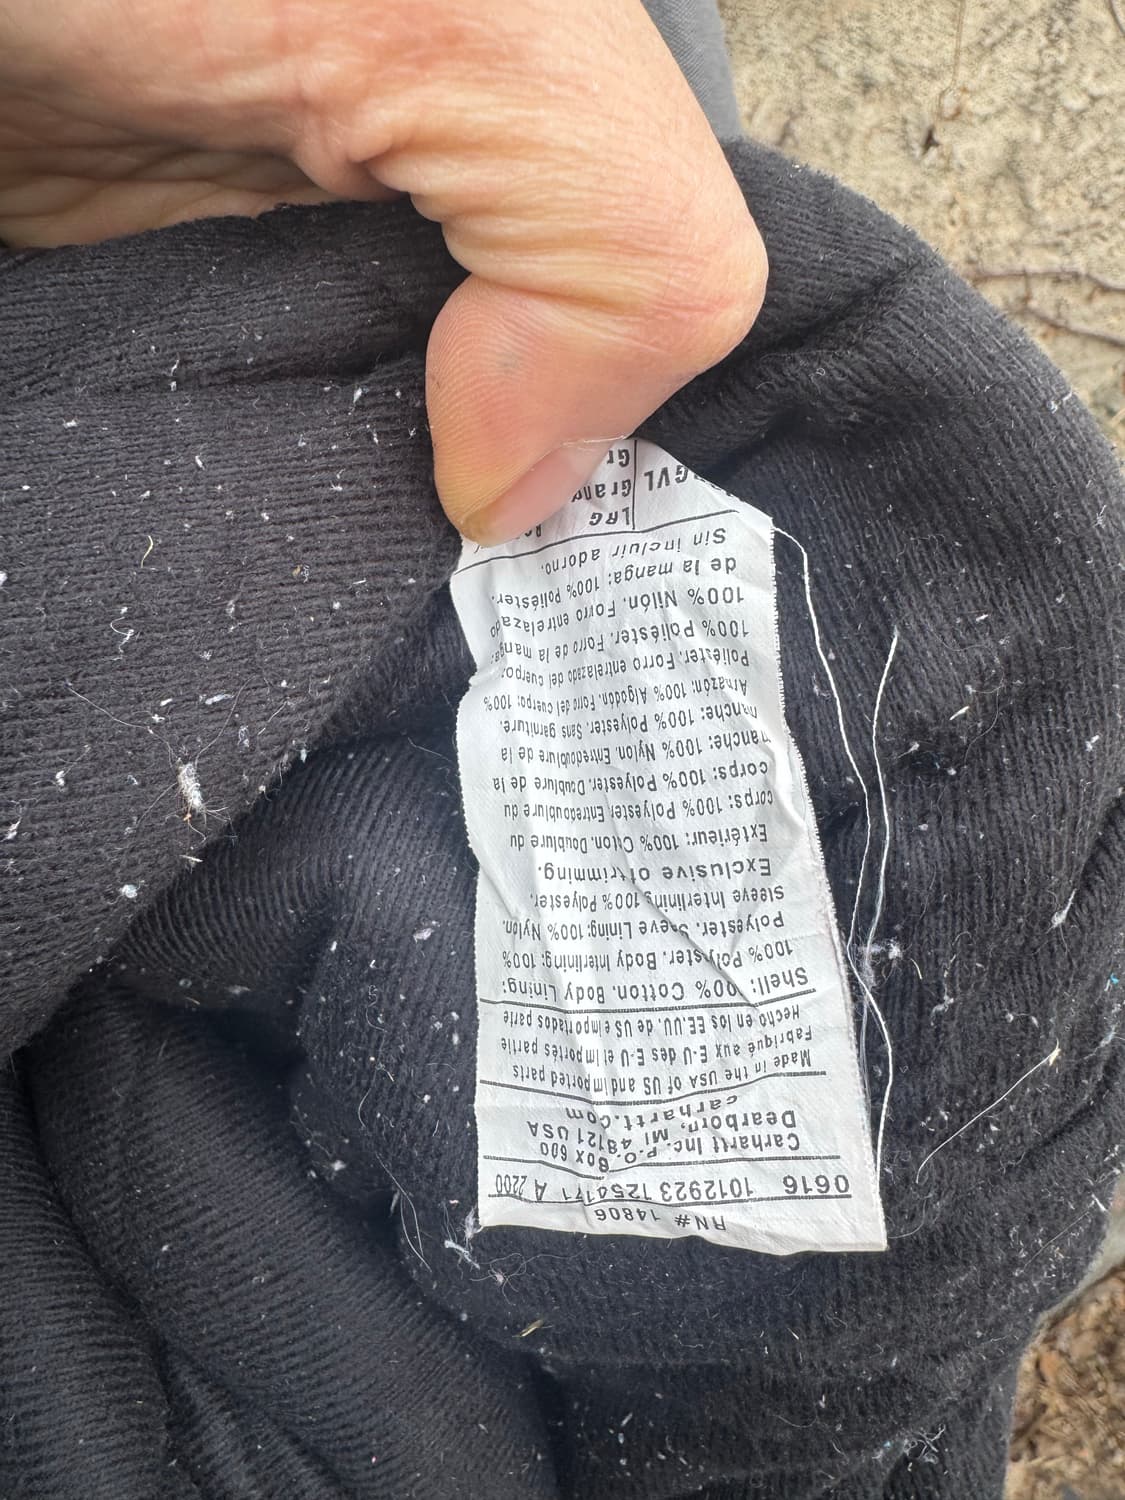 RN# 14806
0616 1012923 1254171 A 2200
Carhartt Inc. P.O. Box 600
Dearborn, MI 48121 USA
carhartt.com
Made in the USA of US and imported parts
Fabriqué aux E-U des E-U et importés partie
Hecho en los EE.UU. de US e importados parte
Shell: 100% Cotton. Body Lining:
100% Polyester. Body Interlining: 100%
Polyester. Sleeve Lining: 100% Nylon.
Sleeve Interlining 100% Polyester.
Exclusive of trimming.
Extérieur: 100% Coton. Doublure du
corps: 100% Polyester. Entredoublure du
corps: 100% Polyester. Doublure de la
manche: 100% Nylon. Entredoublure de la
manche: 100% Polyester. Sans garniture.
Armazón: 100% Algodón. Forro del cuerpo: 100%
Poliéster. Forro entrelazado del cuerpo:
100% Poliéster. Forro de la manga:
100% Nilón. Forro entrelazado
de la manga: 100% Poliéster.
Sin incluir adorno.
LRG
Gran
Gr
GVL